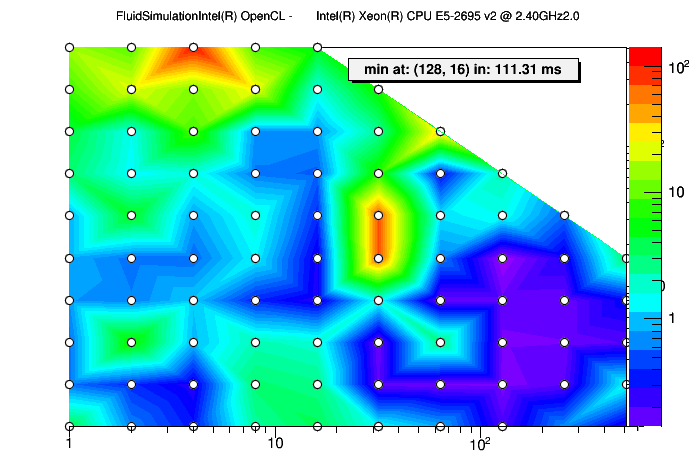 FluidSimulationIntel(R) OpenCL - Intel(R) Xeon(R) CPU E5-2695 v2 @ 2.40GHz2.0
min at: (128, 16) in: 111.31 ms
10²
10
1
1 10 10²